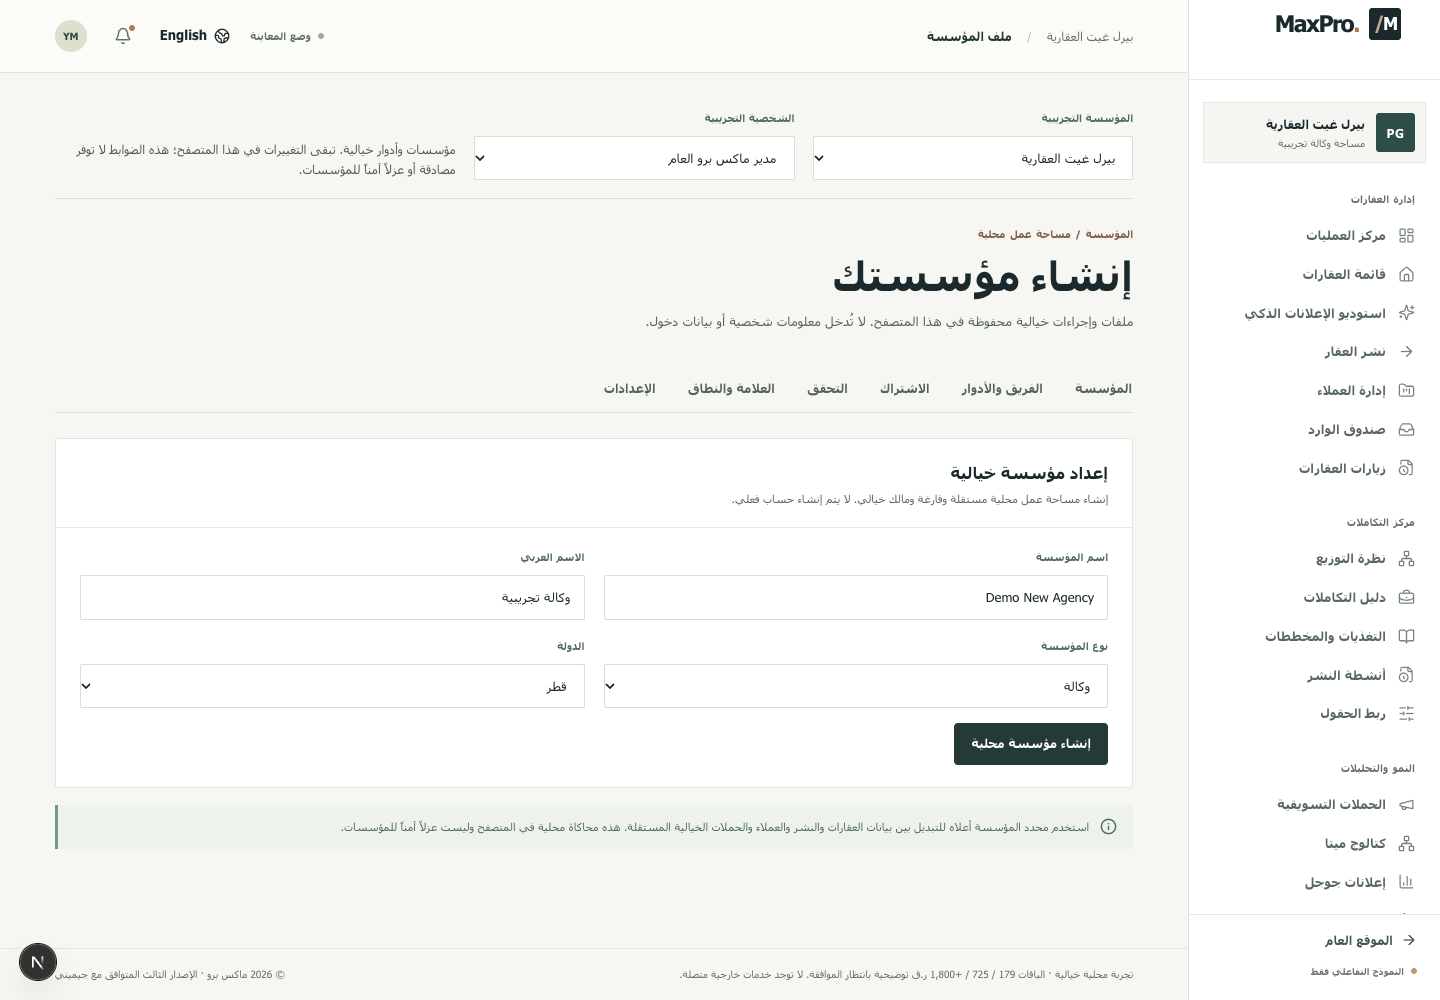 MaxPro.
/M
بيرل غيت العقارية
مساحة وكالة تجريبية
PG
إدارة العقارات
مركز العمليات
قائمة العقارات
استوديو الإعلانات الذكي
نشر العقار
إدارة العملاء
صندوق الوارد
زيارات العقارات
مركز التكاملات
نظرة التوزيع
دليل التكاملات
التغذيات والمخططات
أنشطة النشر
ربط الحقول
النمو والتحليلات
الحملات التسويقية
كتالوج ميتا
إعلانات جوجل
الموقع العام
النموذج التفاعلي فقط
بيرل غيت العقارية / ملف المؤسسة
وضع المعاينة
English
YM
المؤسسة التجريبية
بيرل غيت العقارية
الشخصية التجريبية
مدير ماكس برو العام
مؤسسات وأدوار خيالية. تبقى التغييرات في هذا المتصفح؛ هذه الضوابط لا توفر
مصادقة أو عزلاً آمناً للمؤسسات.
المؤسسة / مساحة عمل محلية
إنشاء مؤسستك
ملفات وإجراءات خيالية محفوظة في هذا المتصفح. لا تُدخل معلومات شخصية أو بيانات دخول.
المؤسسة
الفريق والأدوار
الاشتراك
التحقق
العلامة والنطاق
الإعدادات
إعداد مؤسسة خيالية
إنشاء مساحة عمل محلية مستقلة وفارغة ومالك خيالي. لا يتم إنشاء حساب فعلي.
اسم المؤسسة
Demo New Agency
الاسم العربي
وكالة تجريبية
نوع المؤسسة
وكالة
الدولة
قطر
إنشاء مؤسسة محلية
استخدم محدد المؤسسة أعلاه للتبديل بين بيانات العقارات والنشر والعملاء والحملات الخيالية المستقلة. هذه محاكاة محلية في المتصفح وليست عزلاً آمناً للمؤسسات.
تجربة محلية خيالية · الباقات 179 / 725 / 1,800+ ر.ق توضيحية بانتظار الموافقة. لا توجد خدمات خارجية متصلة.
© 2026 ماكس برو · الإصدار الثالث المتوافق مع جيميني
N